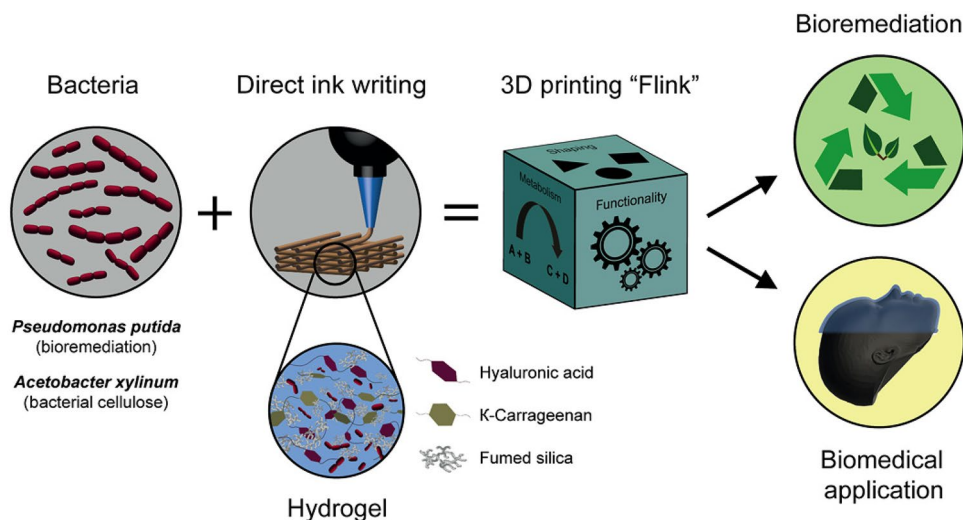 Bacteria
Pseudomonas putida
(bioremediation)
Acetobacter xylinum
(bacterial cellulose)
+
Direct ink writing
Hyaluronic acid
K-Carrageenan
Fumed silica
Hydrogel
=
3D printing “Flink”
Shaping
Metabolism
A + B
C + D
Functionality
Bioremediation
Biomedical
application